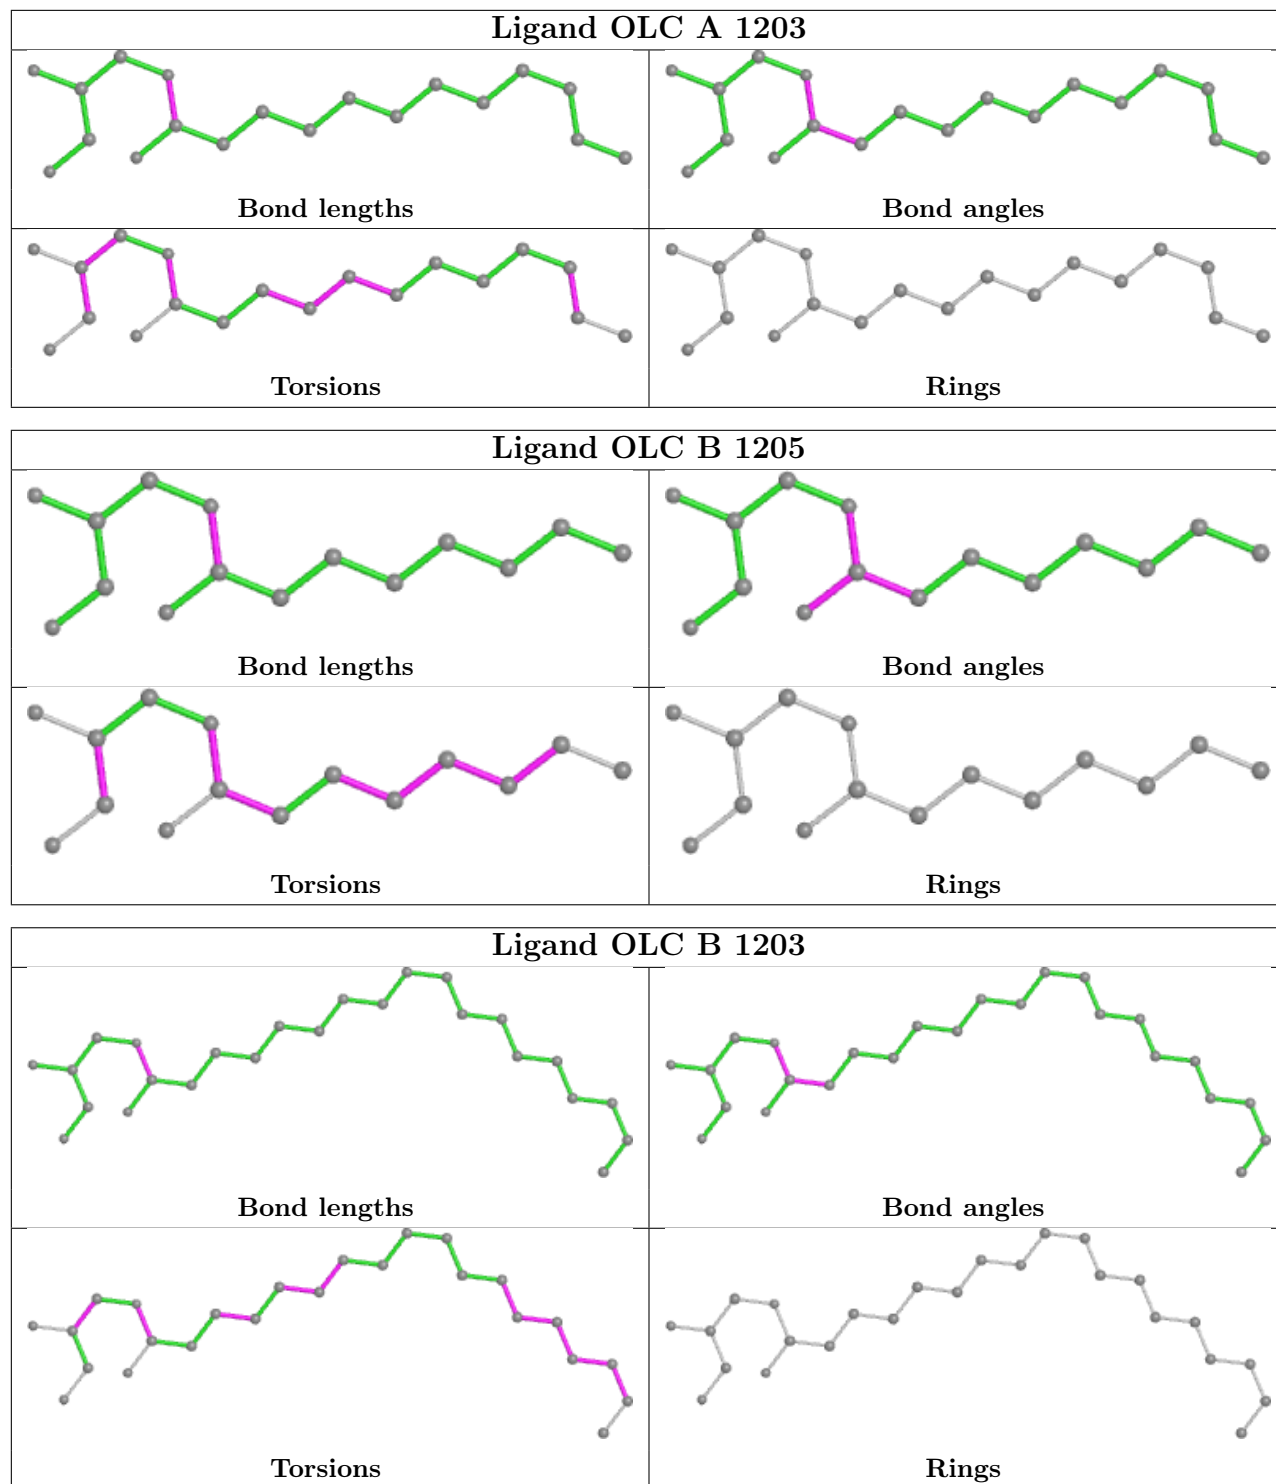 Ligand OLC A 1203
Bond lengths
Bond angles
Torsions
Rings
Ligand OLC B 1205
Bond lengths
Bond angles
Torsions
Rings
Ligand OLC B 1203
Bond lengths
Bond angles
Torsions
Rings